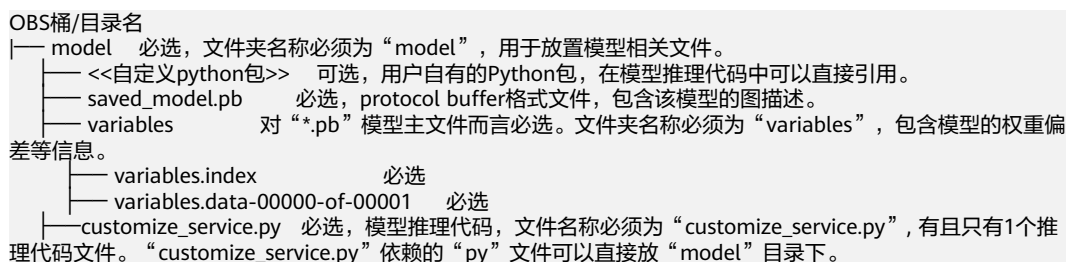 OBS桶/目录名
|── model    必选，文件夹名称必须为“model”，用于放置模型相关文件。
    ├── <<自定义python包>>    可选，用户自有的Python包，在模型推理代码中可以直接引用。
    ├── saved_model.pb    必选，protocol buffer格式文件，包含该模型的图描述。
    ├── variables    对“*.pb”模型主文件而言必选。文件夹名称必须为“variables”，包含模型的权重偏
差等信息。
        ├── variables.index    必选
        ├── variables.data-00000-of-00001    必选
    ├──customize_service.py    必选，模型推理代码，文件名称必须为“customize_service.py”, 有且只有1个推
理代码文件。“customize_service.py”依赖的“py”文件可以直接放“model”目录下。